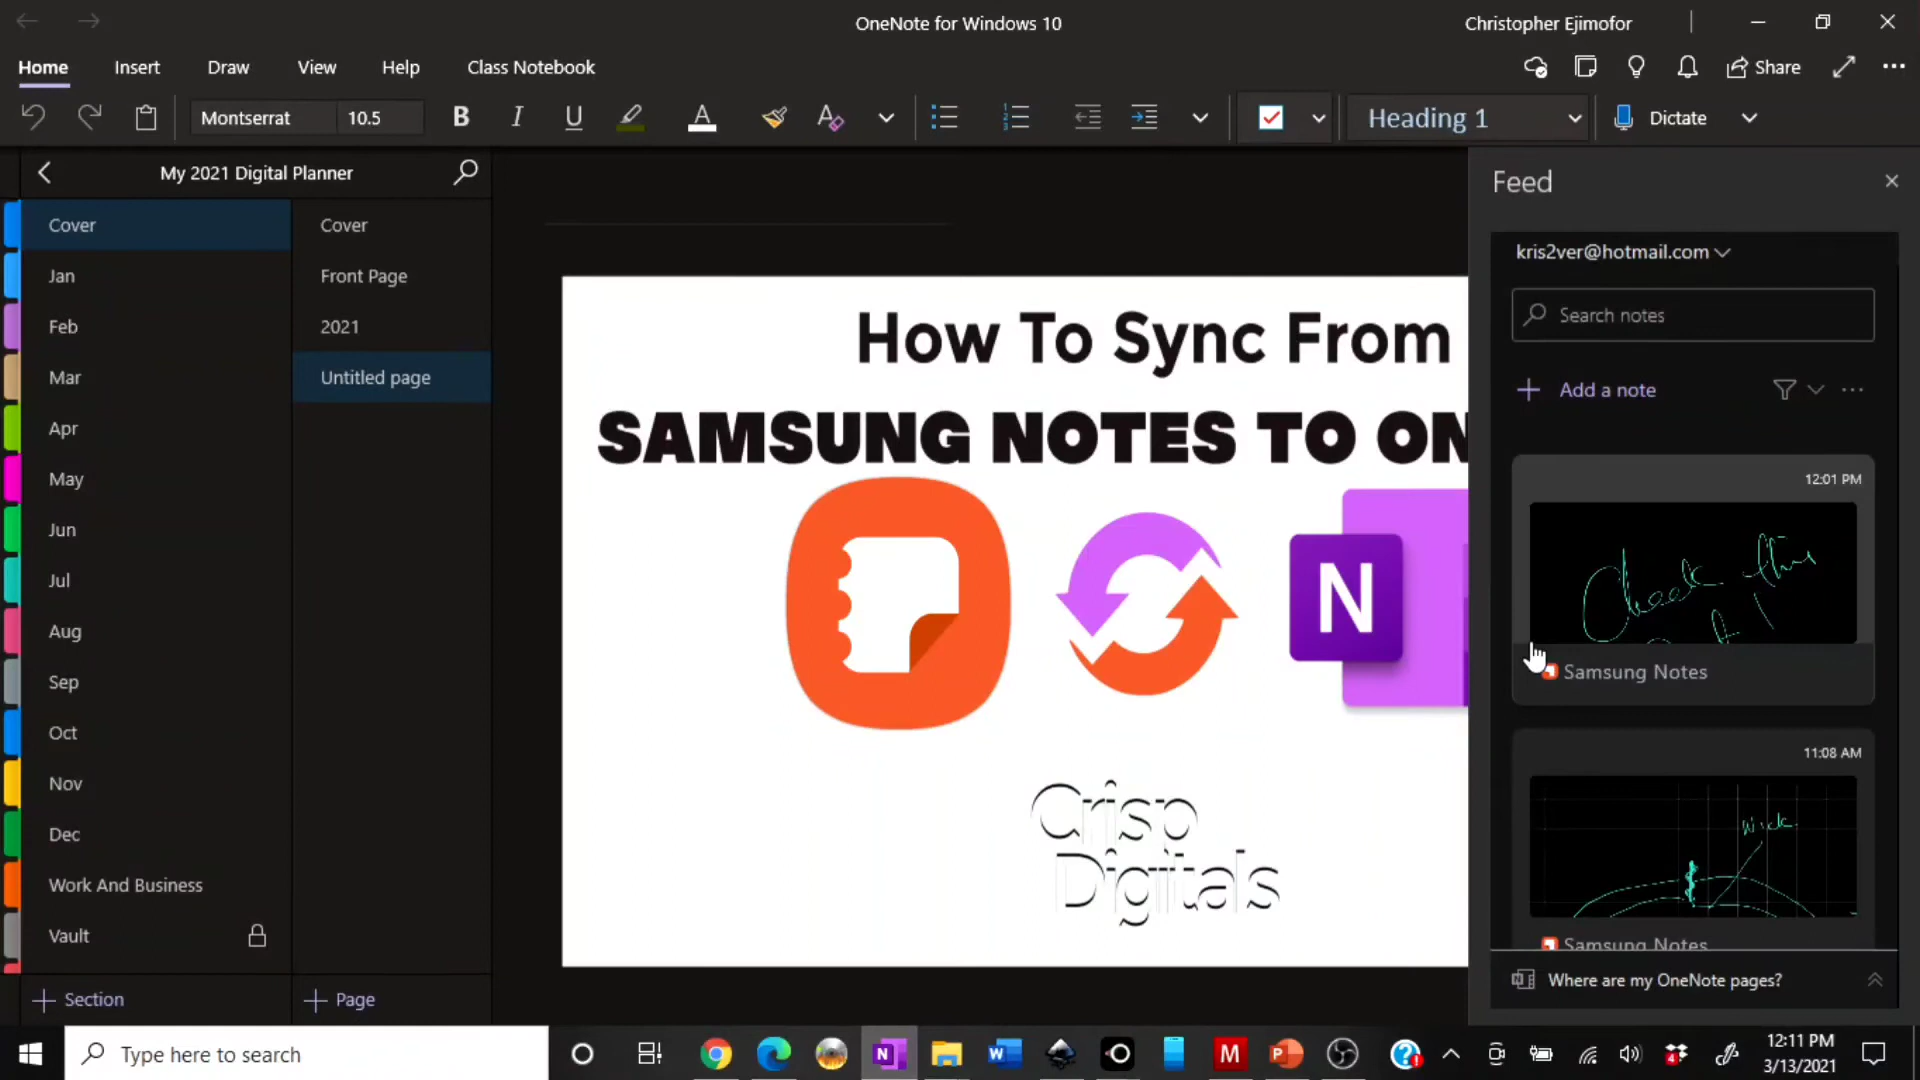 OneNote for Windows 10
Christopher Ejimofor
Home
Insert
Draw
View
Help
Class Notebook
Share
Montserrat
10.5
B
I
U
A
A
Heading 1
Dictate
My 2021 Digital Planner
Cover
Jan
Feb
Mar
Apr
May
Jun
Jul
Aug
Sep
Oct
Nov
Dec
Work And Business
Vault
Section
Cover
Front Page
2021
Untitled page
Page
How To Sync From
SAMSUNG NOTES TO ON
N
Crisp
Digitals
Feed
kris2ver@hotmail.com
Search notes
Add a note
12:01 PM
Check this
Samsung Notes
11:08 AM
Wick
Samsung Notes
Where are my OneNote pages?
Type here to search
12:11 PM
3/13/2021